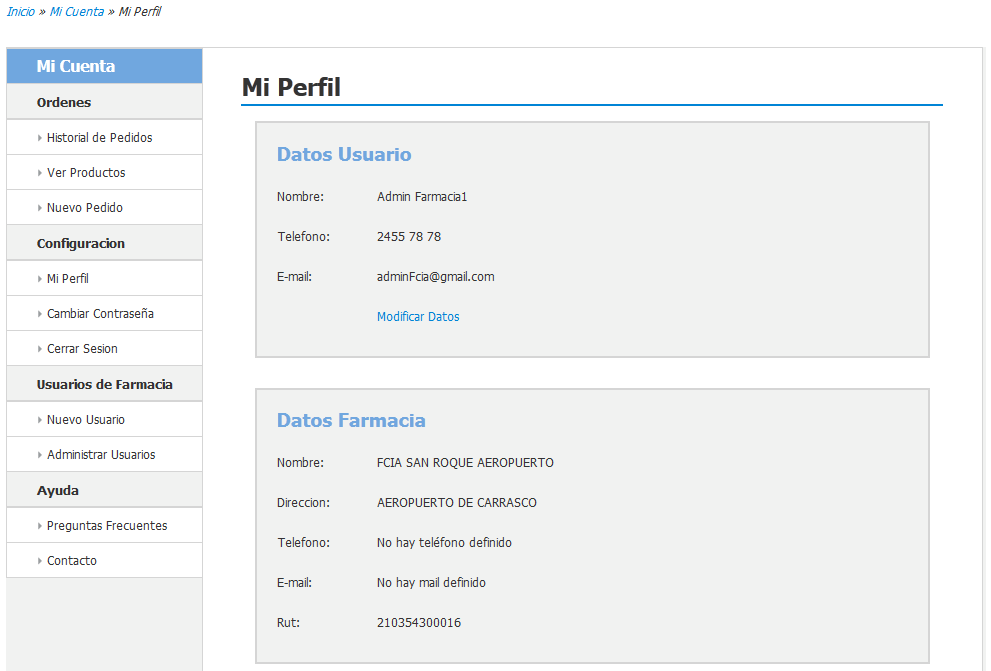 Inicio » Mi Cuenta » Mi Perfil
Mi Cuenta
Ordenes
Historial de Pedidos
Ver Productos
Nuevo Pedido
Configuracion
Mi Perfil
Cambiar Contraseña
Cerrar Sesion
Usuarios de Farmacia
Nuevo Usuario
Administrar Usuarios
Ayuda
Preguntas Frecuentes
Contacto
Mi Perfil
Datos Usuario
Nombre: Admin Farmacia1
Telefono: 2455 78 78
E-mail: adminFcia@gmail.com
Modificar Datos
Datos Farmacia
Nombre: FCIA SAN ROQUE AEROPUERTO
Direccion: AEROPUERTO DE CARRASCO
Telefono: No hay teléfono definido
E-mail: No hay mail definido
Rut: 210354300016